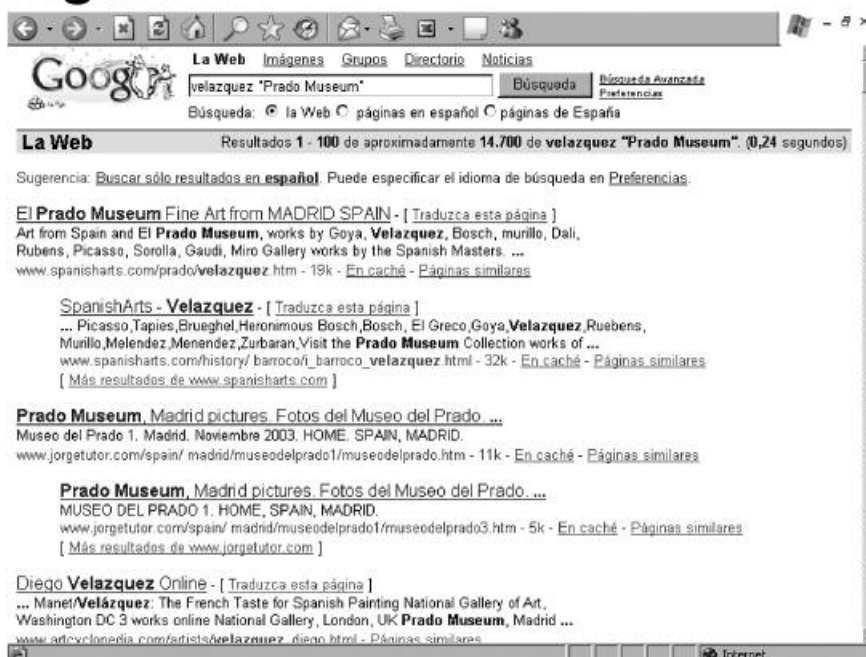 La Web Imágenes Grupos Directorio Noticias
Goog
velazquez "Prado Museum" Búsqueda Búsqueda Avanzada
Preferencias
Búsqueda: la Web páginas en español páginas de España
La Web Resultados 1 - 100 de aproximadamente 14.700 de velazquez "Prado Museum". (0,24 segundos)
Sugerencia: Buscar sólo resultados en español. Puede especificar el idioma de búsqueda en Preferencias.
El Prado Museum Fine Art from MADRID SPAIN - [ Traduzca esta página ]
Art from Spain and El Prado Museum, works by Goya, Velazquez, Bosch, murillo, Dali,
Rubens, Picasso, Sorolla, Gaudi, Miro Gallery works by the Spanish Masters. ...
www.spanisharts.com/prado/velazquez.htm - 19k - En caché - Páginas similares
SpanishArts - Velazquez - [ Traduzca esta página ]
... Picasso,Tapies,Brueghel,Heronimous Bosch,Bosch, El Greco,Goya,Velazquez,Ruebens,
Murillo,Melendez,Menendez,Zurbaran,Visit the Prado Museum Collection works of ...
www.spanisharts.com/history/ barroco/i_barroco_velazquez.html - 32k - En caché - Páginas similares
[ Más resultados de www.spanisharts.com ]
Prado Museum, Madrid pictures. Fotos del Museo del Prado. ...
Museo del Prado 1. Madrid. Noviembre 2003. HOME. SPAIN, MADRID.
www.jorgetutor.com/spain/ madrid/museodelprado1/museodelprado.htm - 11k - En caché - Páginas similares
Prado Museum, Madrid pictures. Fotos del Museo del Prado. ...
MUSEO DEL PRADO 1. HOME, SPAIN, MADRID.
www.jorgetutor.com/spain/ madrid/museodelprado1/museodelprado3.htm - 5k - En caché - Páginas similares
[ Más resultados de www.jorgetutor.com ]
Diego Velazquez Online - [ Traduzca esta página ]
... Manet/Velázquez: The French Taste for Spanish Painting National Gallery of Art,
Washington DC 3 works online National Gallery, London, UK Prado Museum, Madrid ...
www.artcyclopedia.com/artists/velazquez_diego.html - Páginas similares
Internet